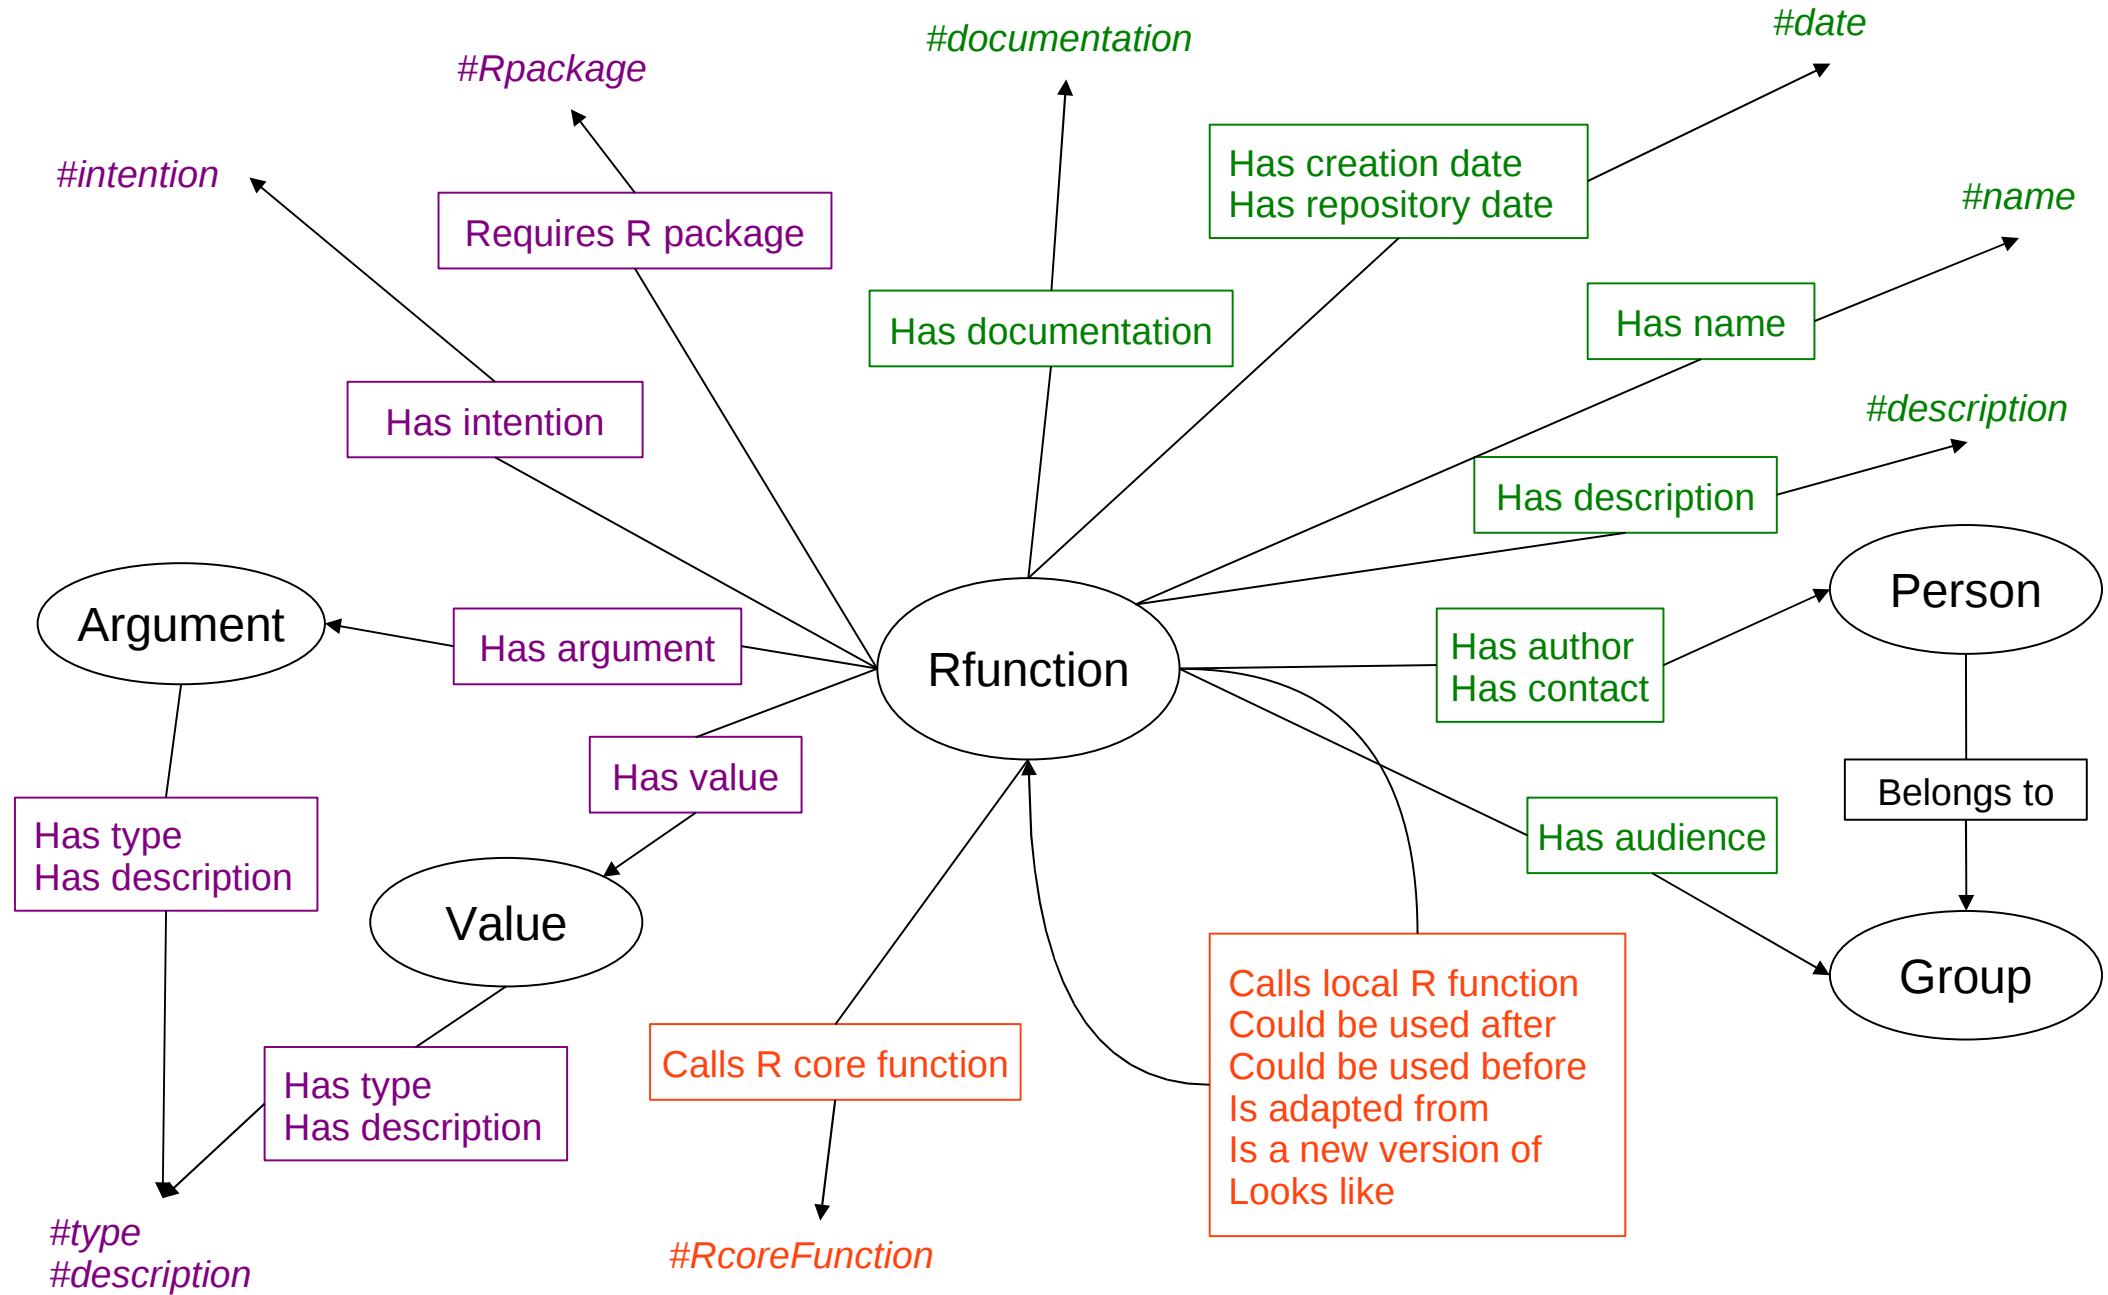 #date
#documentation
#Rpackage
#intention
Has creation date
Has repository date
#name
Requires R package
Has documentation
Has name
#description
Has intention
Has description
Person
Argument
Has argument
Rfunction
Has author
Has contact
Has value
Belongs to
Has type
Has description
Has audience
Value
Group
Calls local R function
Could be used after
Could be used before
Is adapted from
Is a new version of
Looks like
Calls R core function
Has type
Has description
#type
#description
#RcoreFunction